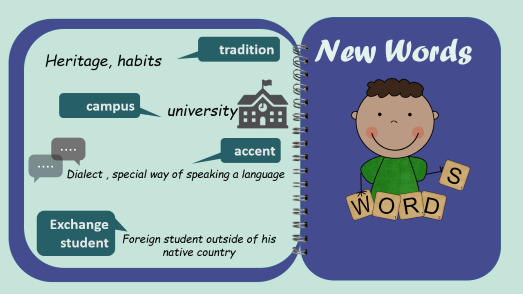 New Words
tradition
Heritage, habits
campus
university
accent
Dialect , special way of speaking a language
Exchange
student
Foreign student outside of his
native country
WORDS